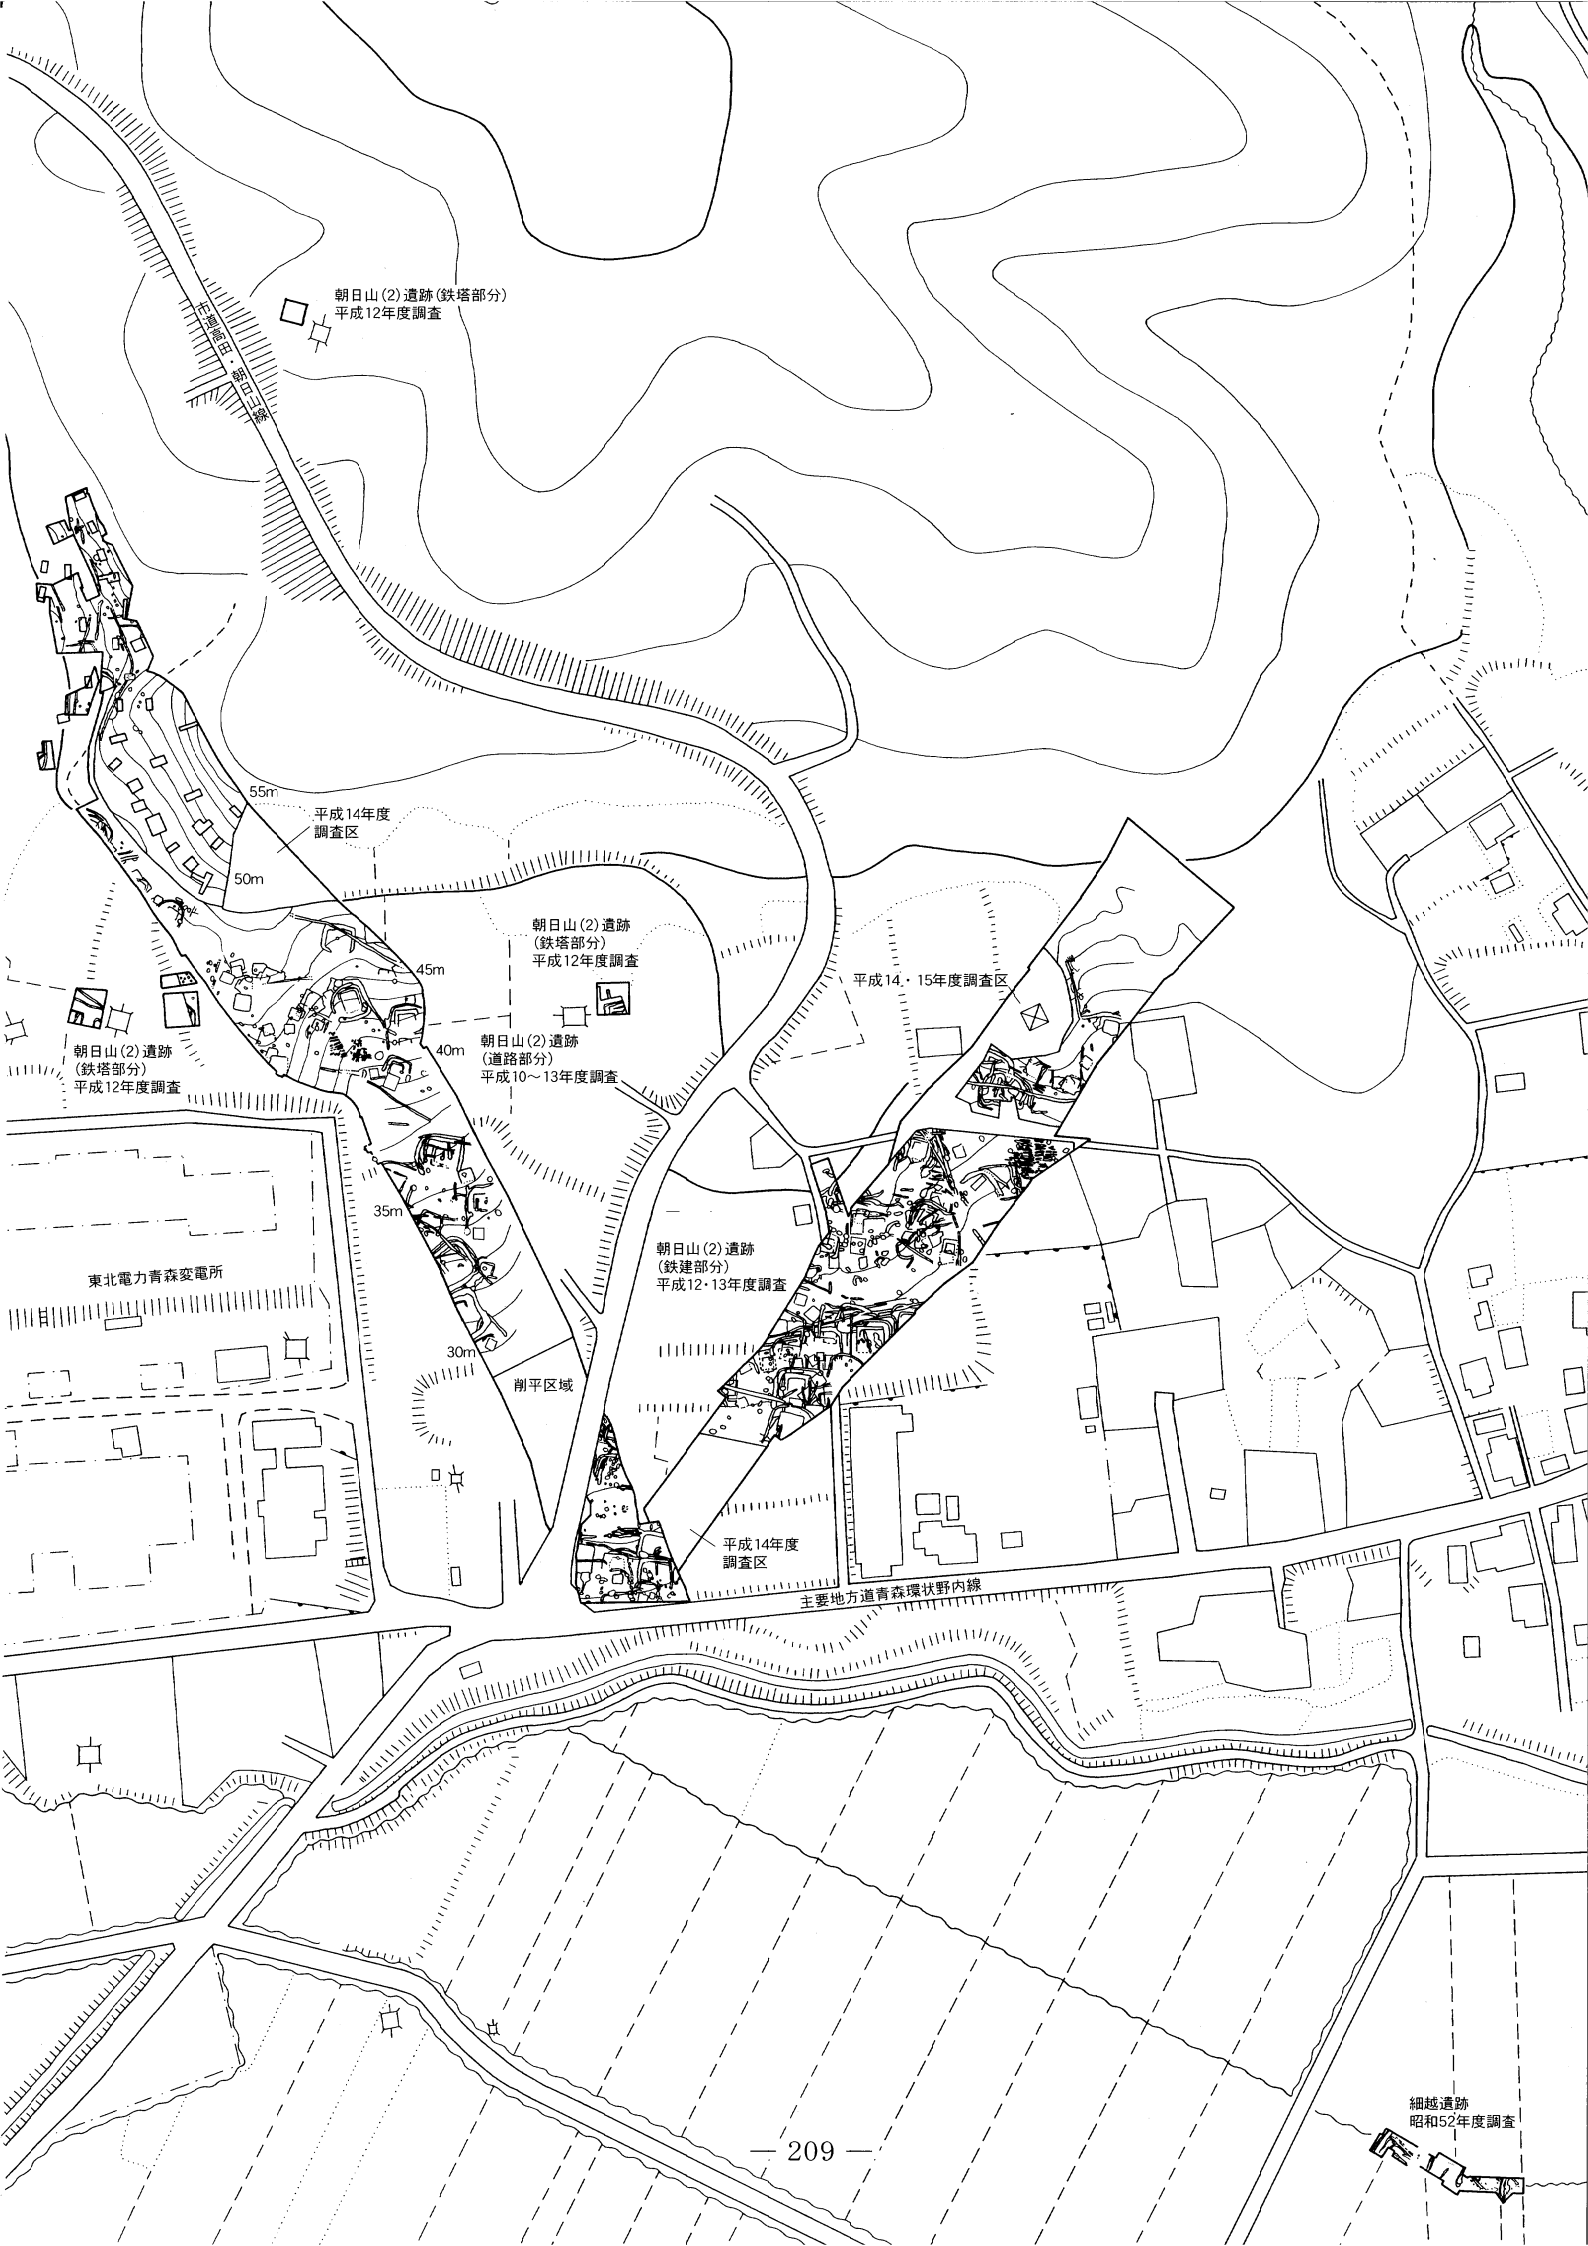 朝日山(2)遺跡(鉄塔部分)
平成12年度調査
市道高田・朝日山線
55m
平成14年度
調査区
50m
朝日山(2)遺跡
(鉄塔部分)
平成12年度調査
45m
平成14・15年度調査区
朝日山(2)遺跡
(鉄塔部分)
平成12年度調査
40m
朝日山(2)遺跡
(道路部分)
平成10〜13年度調査
35m
朝日山(2)遺跡
(鉄建部分)
平成12・13年度調査
東北電力青森変電所
30m
削平区域
平成14年度
調査区
主要地方道青森環状野内線
細越遺跡
昭和52年度調査
— 209 —